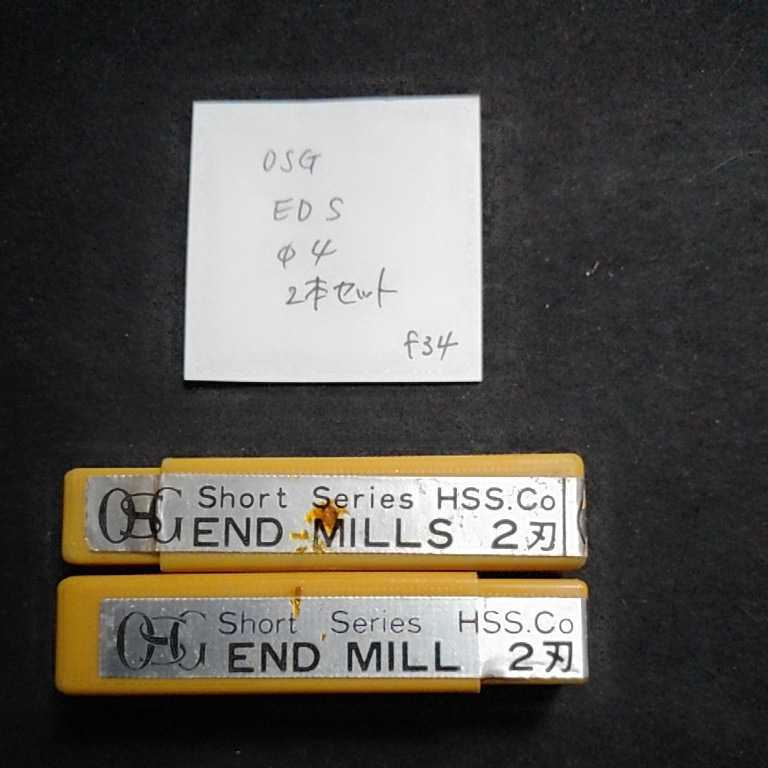 OSG
EDS
φ4
2本セット
f34
OSG Short Series HSS.Co
END MILLS 2刃
OSG Short Series HSS.Co
END MILL 2刃